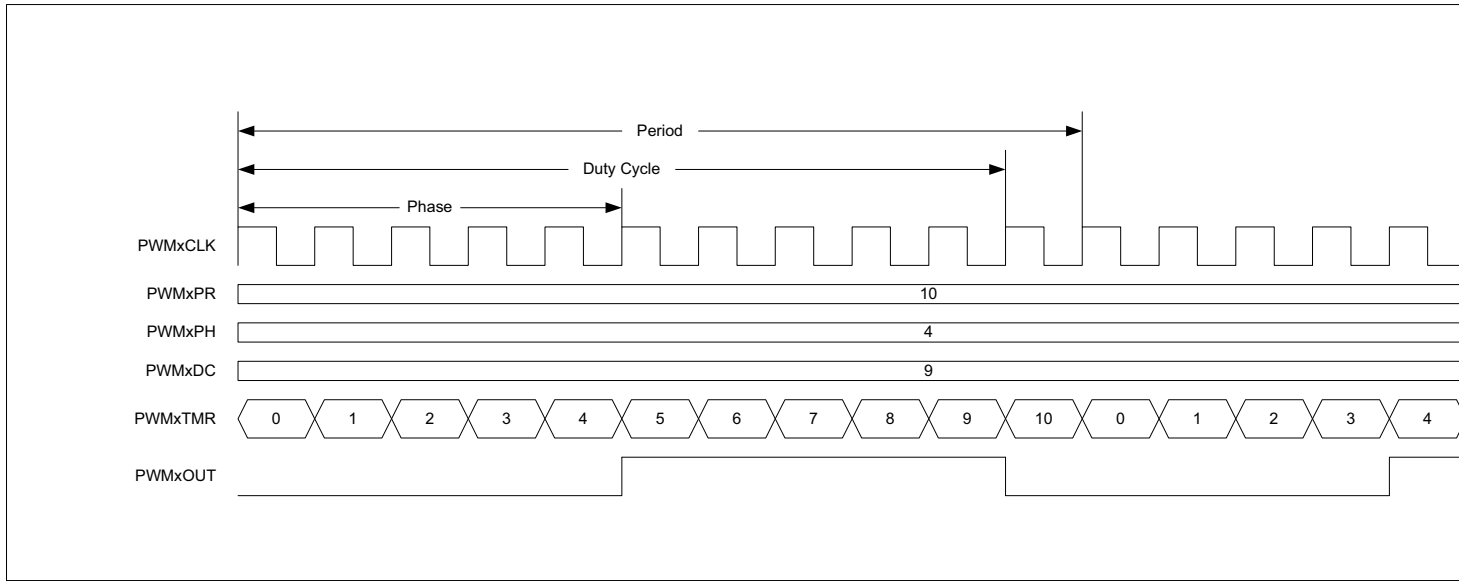 Period
Duty Cycle
Phase
PWMxCLK
PWMxPR 10
PWMxPH 4
PWMxDC 9
PWMxTMR 0 1 2 3 4 5 6 7 8 9 10 0 1 2 3 4
PWMxOUT